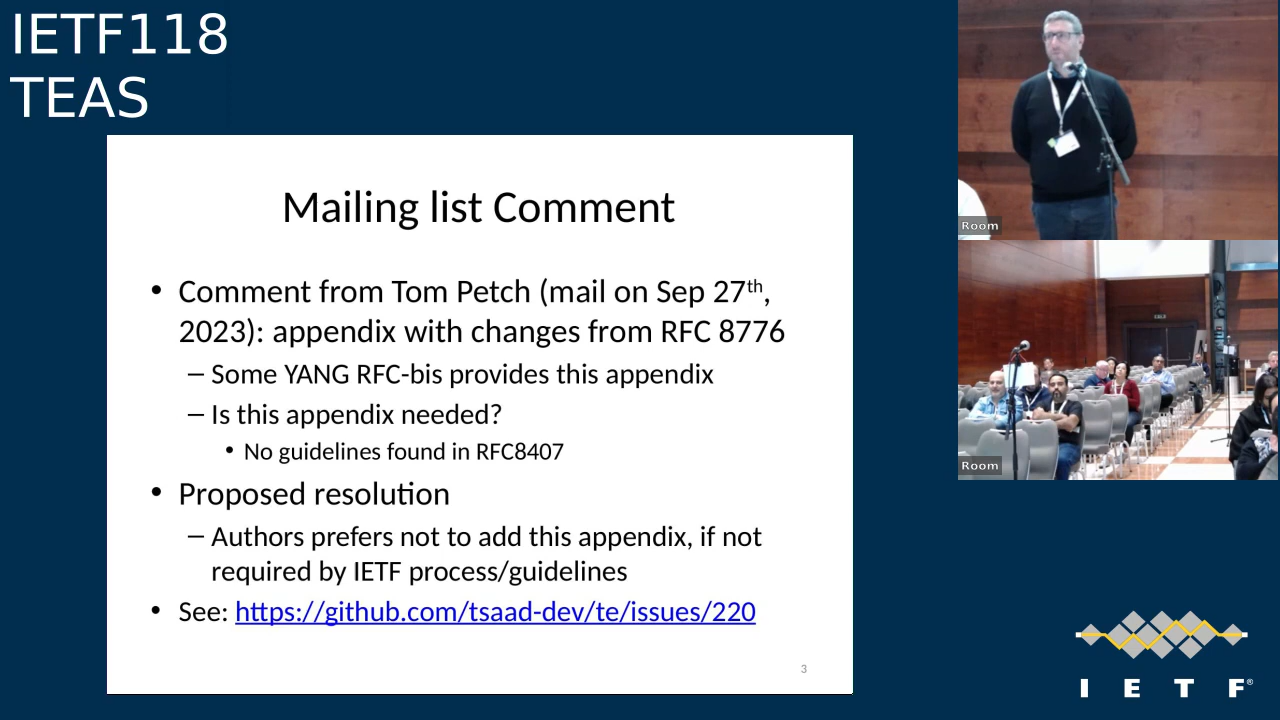 IETF118
TEAS
Mailing list Comment
• Comment from Tom Petch (mail on Sep 27th,
2023): appendix with changes from RFC 8776
– Some YANG RFC-bis provides this appendix
– Is this appendix needed?
• No guidelines found in RFC8407
• Proposed resolution
– Authors prefers not to add this appendix, if not
required by IETF process/guidelines
• See: https://github.com/tsaad-dev/te/issues/220
3
Room
Room
I E T F®